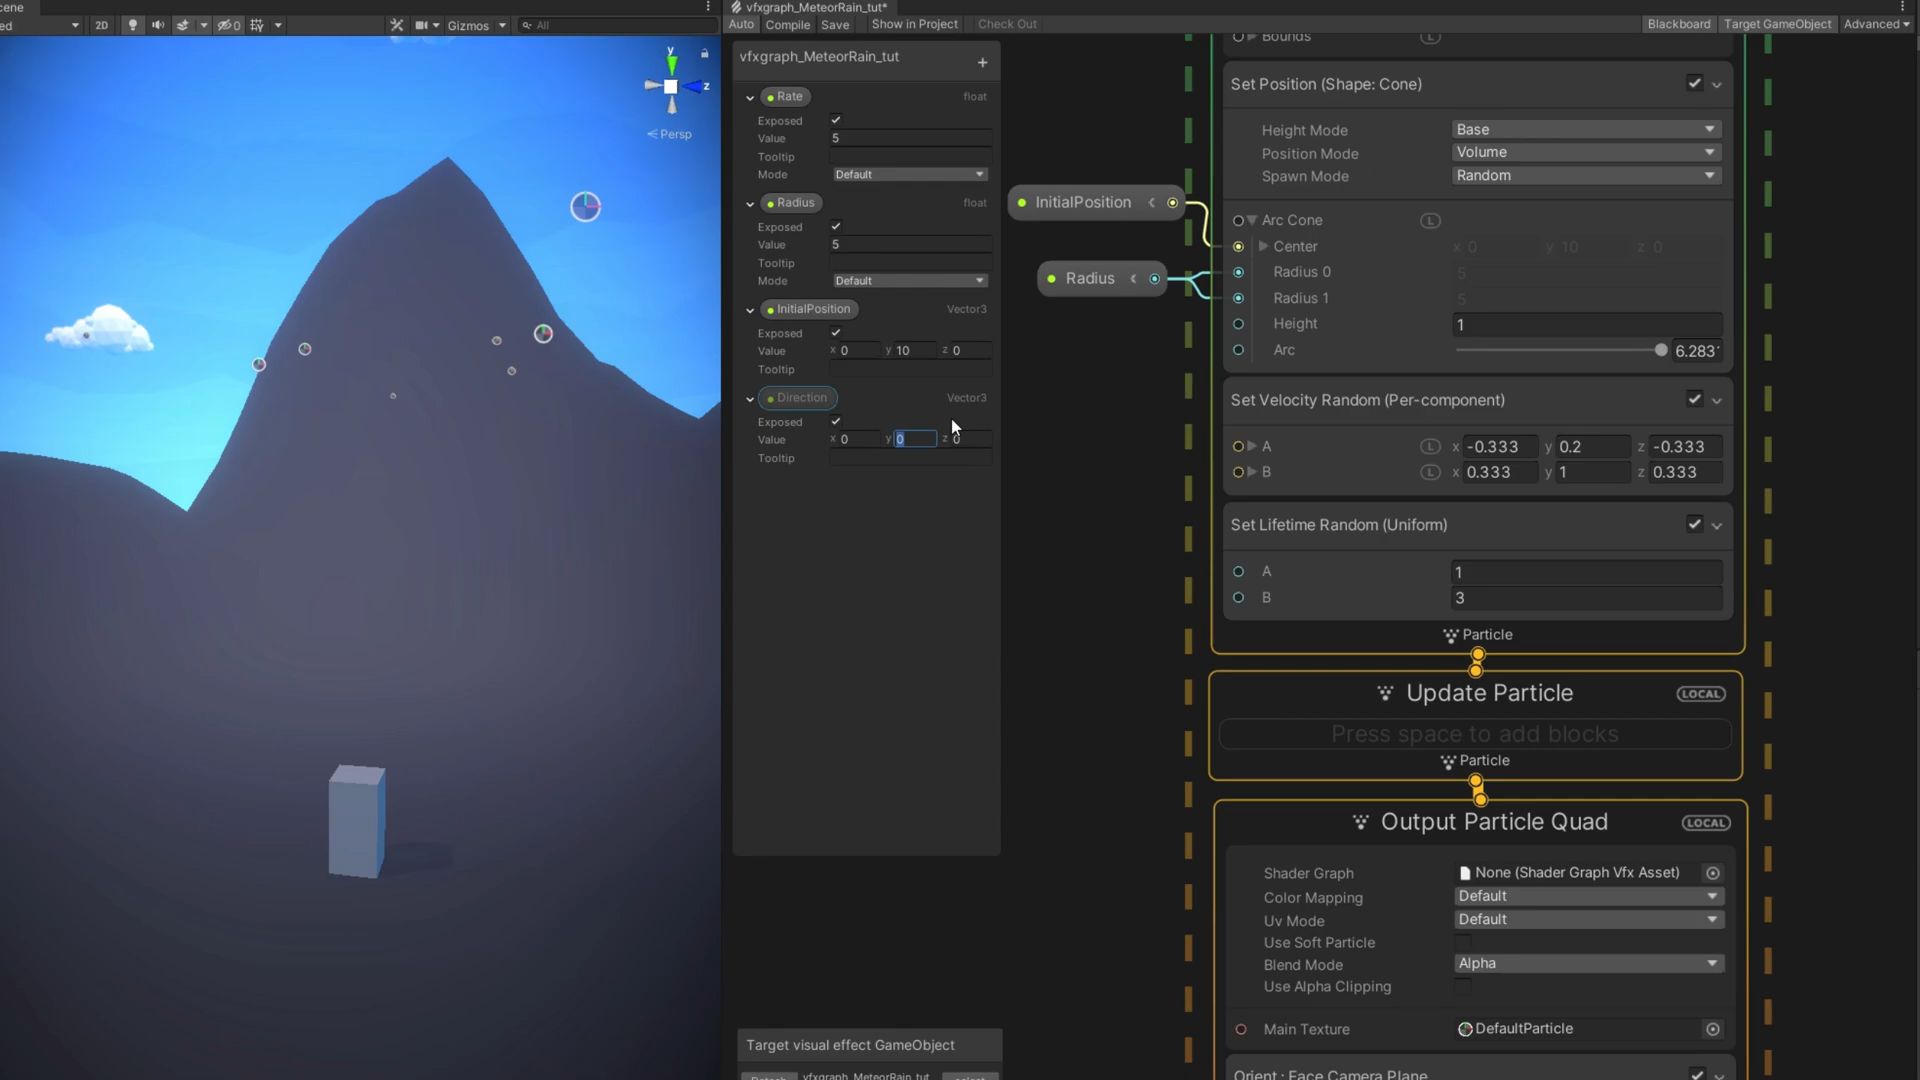 cene
vfxgraph_MeteorRain_tut*
ed
2D
0
Gizmos
All
Auto
Compile
Save
Show in Project
Check Out
Blackboard
Target GameObject
Advanced
y
z
Persp
vfxgraph_MeteorRain_tut
+
Rate
float
Exposed
Value
5
Tooltip
Mode
Default
Radius
float
Exposed
Value
5
Tooltip
Mode
Default
InitialPosition
Vector3
Exposed
Value
x 0
y 10
z 0
Tooltip
Direction
Vector3
Exposed
Value
x 0
y 0
z 0
Tooltip
Target visual effect GameObject
vfxgraph_MeteorRain_tut
select
InitialPosition
Radius
Bounds
L
Set Position (Shape: Cone)
Height Mode
Base
Position Mode
Volume
Spawn Mode
Random
Arc Cone
L
Center
x 0
y 10
z 0
Radius 0
5
Radius 1
5
Height
1
Arc
6.283
Set Velocity Random (Per-component)
A
L
x -0.333
y 0.2
z -0.333
B
L
x 0.333
y 1
z 0.333
Set Lifetime Random (Uniform)
A
1
B
3
Particle
Update Particle
LOCAL
Press space to add blocks
Particle
Output Particle Quad
LOCAL
Shader Graph
None (Shader Graph Vfx Asset)
Color Mapping
Default
Uv Mode
Default
Use Soft Particle
Blend Mode
Alpha
Use Alpha Clipping
Main Texture
DefaultParticle
Orient : Face Camera Plane